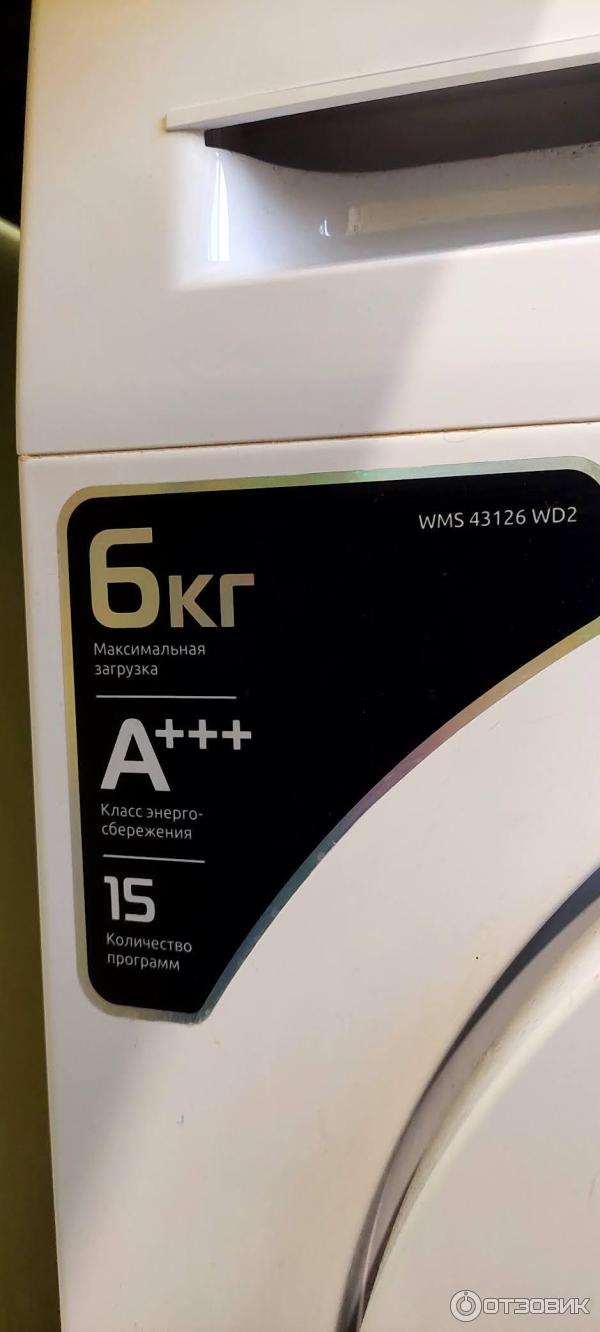 WMS 43126 WD2
6кг
Максимальная
загрузка
A+++
Класс энерго-
сбережения
15
Количество
программ
ОТЗОВИК